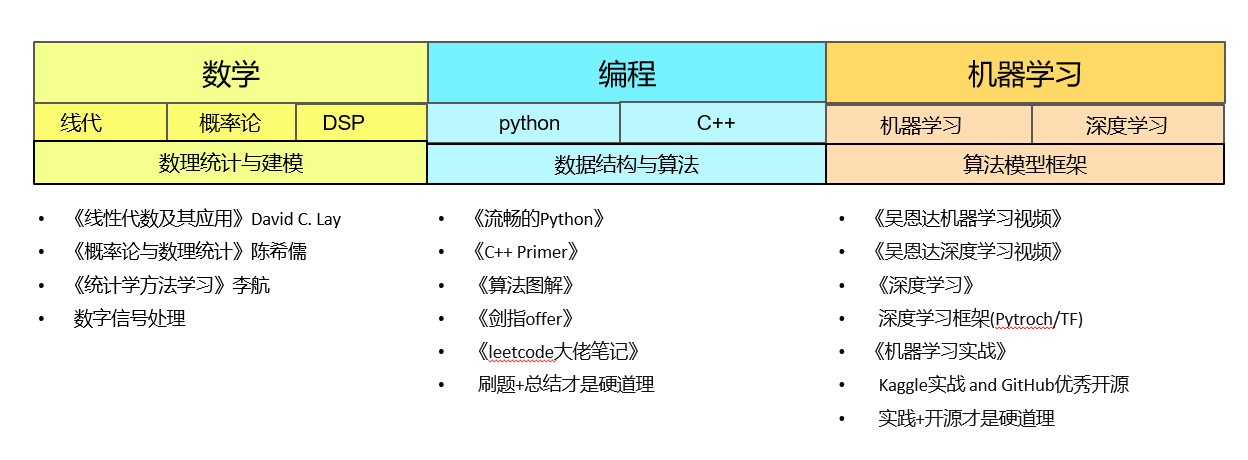 数学
编程
机器学习
线代
概率论
DSP
python
C++
机器学习
深度学习
数理统计与建模
数据结构与算法
算法模型框架
• 《线性代数及其应用》David C. Lay
• 《概率论与数理统计》陈希儒
• 《统计学方法学习》李航
• 数字信号处理
• 《流畅的Python》
• 《C++ Primer》
• 《算法图解》
• 《剑指offer》
• 《leetcode大佬笔记》
• 刷题+总结才是硬道理
• 《吴恩达机器学习视频》
• 《吴恩达深度学习视频》
• 《深度学习》
• 深度学习框架(Pytroch/TF)
• 《机器学习实战》
• Kaggle实战 and GitHub优秀开源
• 实践+开源才是硬道理